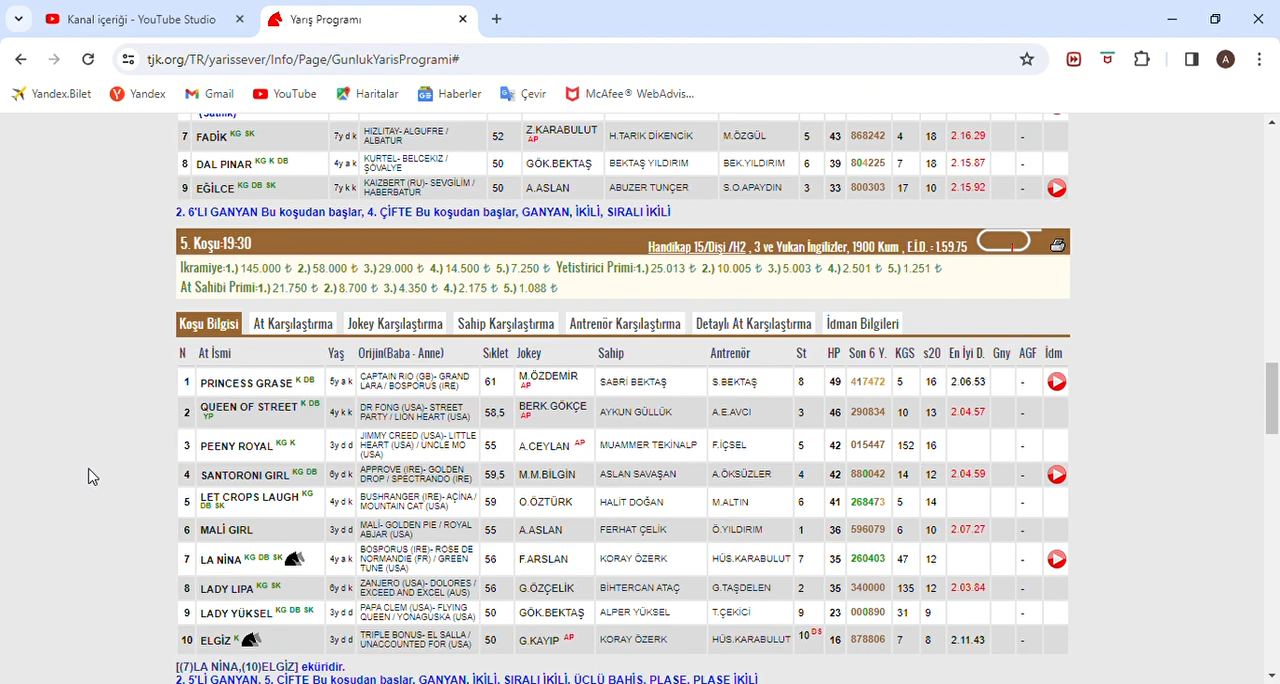 Kanal içeriği - YouTube Studio
Yarış Programı
tjk.org/TR/yarissever/Info/Page/GunlukYarisProgrami#
A
Yandex.Bilet Yandex Gmail YouTube Haritalar Haberler Çevir McAfee® WebAdvis...
7 FADİK KG SK 7y d k HIZLITAY- ALGUFRE / ALBATUR 52 Z.KARABULUT AP H.TARIK DİKENCİK M.ÖZGÜL 5 43 868242 4 18 2.16.29 -
8 DAL PINAR KG K DB 4y a k KURTEL- BELCEKIZ / ŞÖVALYE 50 GÖK.BEKTAŞ BEKTAŞ YILDIRIM BEK.YILDIRIM 6 39 804225 7 18 2.15.87 -
9 EĞİLCE KG DB SK 7y k k KAIZBERT (RU)- SEVGİLİM / HABERBATUR 50 A.ASLAN ABUZER TUNÇER S.O.APAYDIN 3 33 800303 17 10 2.15.92 -
2. 6'LI GANYAN Bu koşudan başlar, 4. ÇİFTE Bu koşudan başlar, GANYAN, İKİLİ, SIRALI İKİLİ
5. Koşu:19:30 Handikap 15/Dişi /H2 , 3 ve Yukarı İngilizler, 1900 Kum , E.İ.D. : 1.59.75
Ikramiye:1.) 145.000 ₺ 2.) 58.000 ₺ 3.) 29.000 ₺ 4.) 14.500 ₺ 5.) 7.250 ₺ Yetistirici Primi:1.) 25.013 ₺ 2.) 10.005 ₺ 3.) 5.003 ₺ 4.) 2.501 ₺ 5.) 1.251 ₺
At Sahibi Primi:1.) 21.750 ₺ 2.) 8.700 ₺ 3.) 4.350 ₺ 4.) 2.175 ₺ 5.) 1.088 ₺
Koşu Bilgisi At Karşılaştırma Jokey Karşılaştırma Sahip Karşılaştırma Antrenör Karşılaştırma Detaylı At Karşılaştırma İdman Bilgileri
N At İsmi Yaş Orijin(Baba - Anne) Sıklet Jokey Sahip Antrenör St HP Son 6 Y. KGS s20 En İyi D. Gny AGF İdm
1 PRINCESS GRASE K DB 5y a k CAPTAIN RIO (GB)- GRAND LARA / BOSPORUS (IRE) 61 M.ÖZDEMİR AP SABRİ BEKTAŞ S.BEKTAŞ 8 49 417472 5 16 2.06.53 -
2 QUEEN OF STREET K DB YP 4y k k DR FONG (USA)- STREET PARTY / LION HEART (USA) 58,5 BERK.GÖKÇE AP AYKUN GÜLLÜK A.E.AVCI 3 46 290834 10 13 2.04.57 -
3 PEENY ROYAL KG K 3y d d JIMMY CREED (USA)- LITTLE HEART (USA) / UNCLE MO (USA) 55 A.CEYLAN AP MUAMMER TEKİNALP F.İÇSEL 5 42 015447 152 16 -
4 SANTORONI GIRL KG DB 6y d k APPROVE (IRE)- GOLDEN DROP / SPECTRANDO (IRE) 59,5 M.M.BİLGİN ASLAN SAVAŞAN A.ÖKSÜZLER 4 42 880042 14 12 2.04.59 -
5 LET CROPS LAUGH KG DB SK 4y d k BUSHRANGER (IRE)- AÇİNA / MOUNTAIN CAT (USA) 59 O.ÖZTÜRK HALİT DOĞAN M.ALTIN 6 41 268473 5 14 -
6 MALİ GIRL 3y d d MALİ- GOLDEN PIE / ROYAL ABJAR (USA) 55 A.ASLAN FERHAT ÇELİK Ö.YILDIRIM 1 36 596079 6 10 2.07.27 -
7 LA NİNA KG DB SK 4y a k BOSPORUS (IRE)- ROSE DE NORMANDIE (FR) / GREEN TUNE (USA) 56 F.ARSLAN KORAY ÖZERK HÜS.KARABULUT 7 35 260403 47 12 -
8 LADY LIPA KG SK 6y d k ZANJERO (USA)- DOLORES / EXCEED AND EXCEL (AUS) 56 G.ÖZÇELİK BİHTERCAN ATAÇ G.TAŞDELEN 2 35 340000 135 12 2.03.84 -
9 LADY YÜKSEL KG DB SK 3y d d PAPA CLEM (USA)- FLYING QUEEN / YONAGUSKA (USA) 50 GÖK.BEKTAŞ ALPER YÜKSEL T.ÇEKİCİ 9 23 000890 31 9 -
10 ELGİZ K 3y d d TRIPLE BONUS- EL SALLA / UNACCOUNTED FOR (USA) 50 G.KAYIP AP KORAY ÖZERK HÜS.KARABULUT 10 DS 16 878806 7 8 2.11.43 -
[(7)LA NİNA,(10)ELGİZ] eküridir.
2. 5'Lİ GANYAN, 5. ÇİFTE Bu koşudan başlar, GANYAN, İKİLİ, SIRALI İKİLİ, ÜÇLÜ BAHİS, PLASE, PLASE İKİLİ